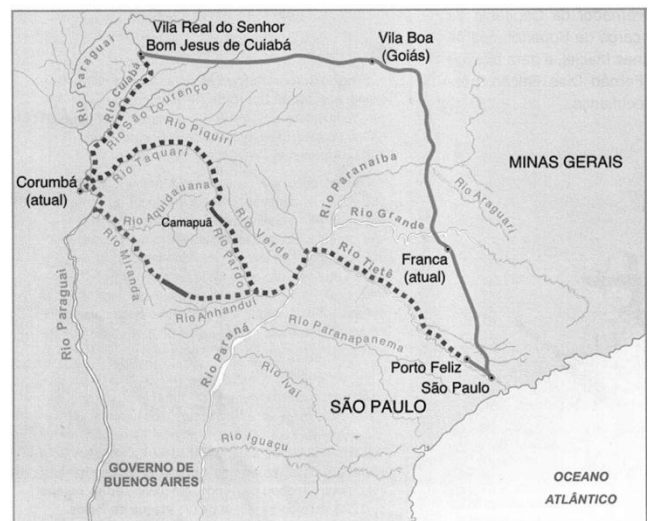 Vila Real do Senhor
Bom Jesus de Cuiabá
Vila Boa
(Goiás)
Rio Paraguai
Rio Cuiabá
Rio São Lourenço
Rio Piquiri
Rio Taquari
Corumbá
(atual)
Rio Aquidauana
Camapuã
Rio Verde
Rio Pardo
Rio Miranda
Rio Anhanduí
Rio Paranaíba
MINAS GERAIS
Rio Araguari
Rio Grande
Rio Tietê
Franca
(atual)
Rio Paraguai
Rio Paraná
Rio Paranapanema
Porto Feliz
São Paulo
Rio Ivaí
SÃO PAULO
Rio Iguaçu
GOVERNO DE
BUENOS AIRES
OCEANO
ATLÂNTICO